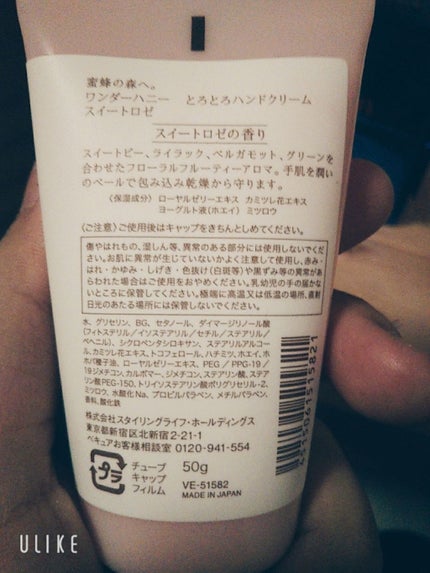 蜜蜂の森へ。
ワンダーハニー とろとろハンドクリーム
スイートロゼ
スイートロゼの香り
スイートピー、ライラック、ベルガモット、グリーンを
合わせたフローラルフルーティーアロマ。手肌を潤い
のベールで包み込み乾燥から守ります。
〈保湿成分〉 ローヤルゼリーエキス カミツレ花エキス
ヨーグルト液(ホエイ) ミツロウ
〈ご注意〉ご使用後はキャップをきちんとしめてください。
傷やはれもの、湿しん等、異常のある部分には使用しないでくだ
さい。お肌に異常が生じていないかよく注意して使用し、赤み・
はれ・かゆみ・しげき・色抜け(白斑等)や黒ずみ等の異常があ
らわれた場合はご使用をおやめください。乳幼児の手の届かな
いところに保管してください。極端に高温又は低温の場所、直射
日光のあたる場所には保管しないでください。
水、グリセリン、BG、セタノール、ダイマージリノール酸
(フィトステリル/イソステアリル/セチル/ステアリル/
ベヘニル)、シクロペンタシロキサン、ステアリルアルコー
ル、カミツレ花エキス、トコフェロール、ハチミツ、ホエイ、ホ
ホバ種子油、ローヤルゼリーエキス、PEG/PPG-19/
19ジメチコン、カルボマー、ジメチコン、ステアリン酸、ステア
リン酸PEG-150、トリイソステアリン酸ポリグリセリル-2、
ミツロウ、水酸化Na、プロピルパラベン、メチルパラベン、
香料、酸化鉄
株式会社スタイリングライフ・ホールディングス
東京都新宿区北新宿2-21-1
ベキュアお客様相談室 0120-941-554
プラ
チューブ
キャップ
フィルム
50g
VE-51582
MADE IN JAPAN
ULIKE